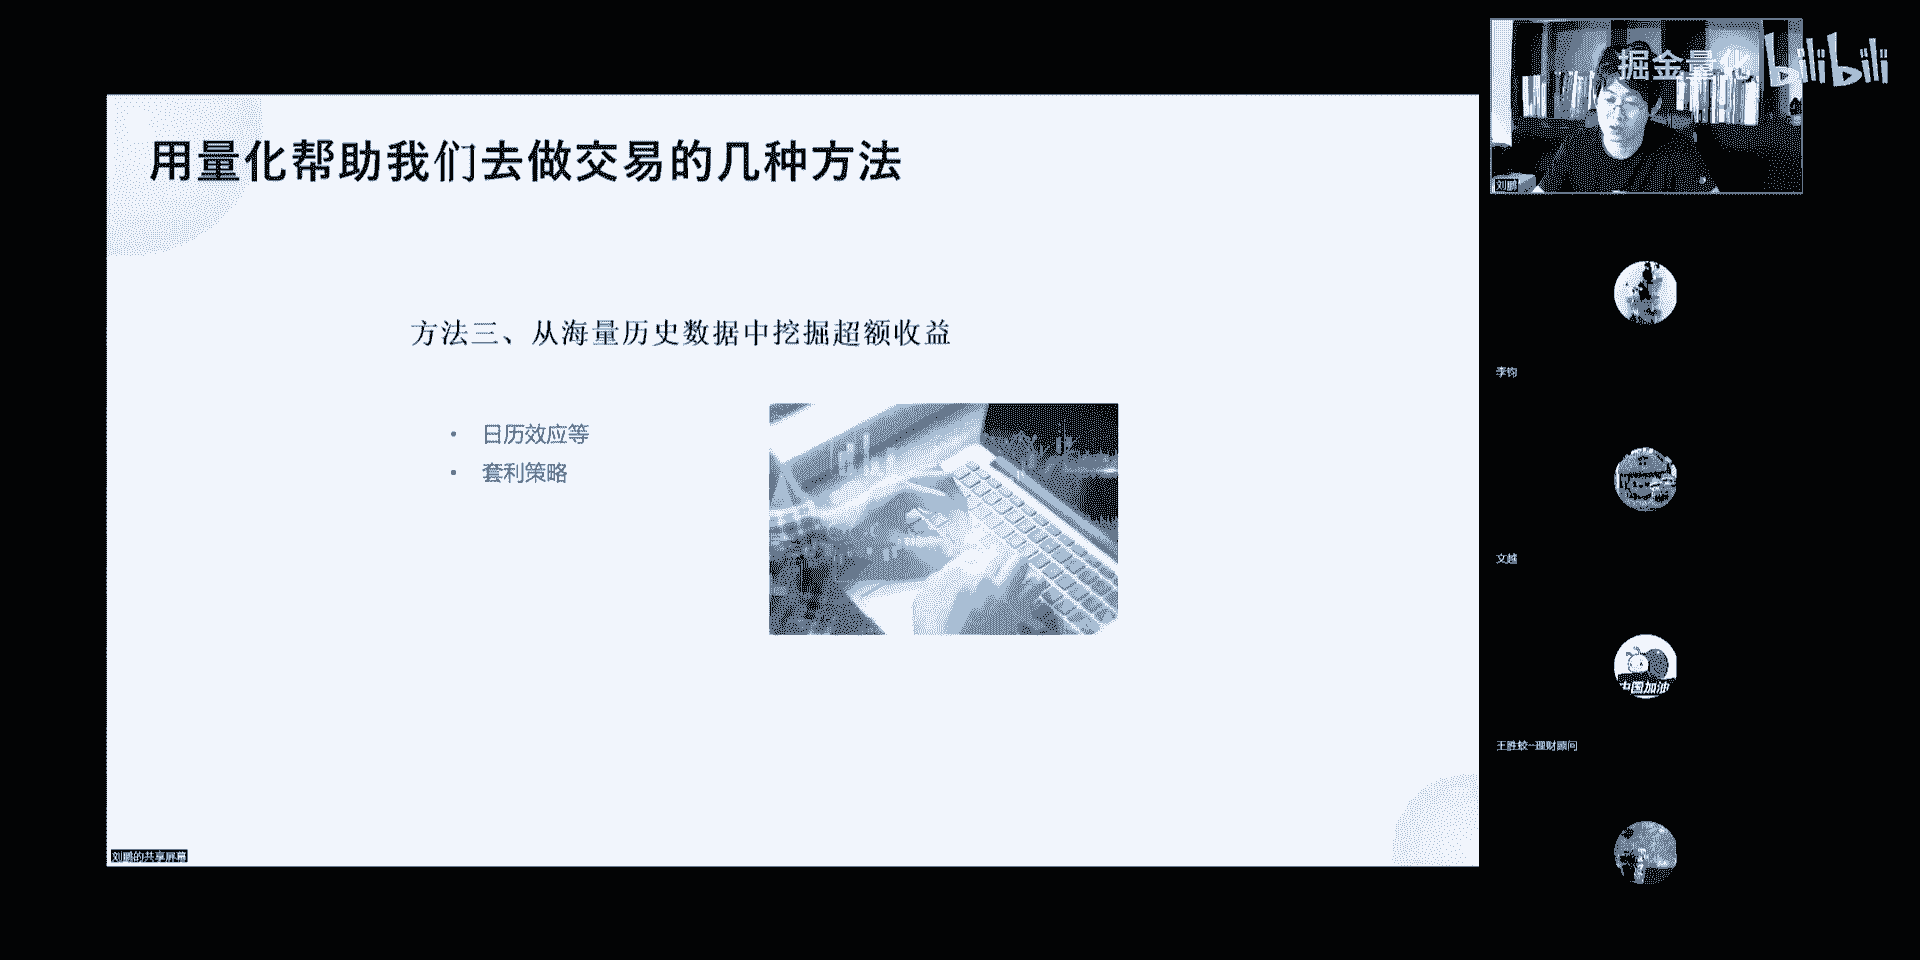 掘金量化 bilibili
用量化帮助我们去做交易的几种方法
刘鹏
方法三、从海量历史数据中挖掘超额收益
李钧
日历效应等
套利策略
文越
中国加油
王胜蛟--理财顾问
刘鹏的共享屏幕